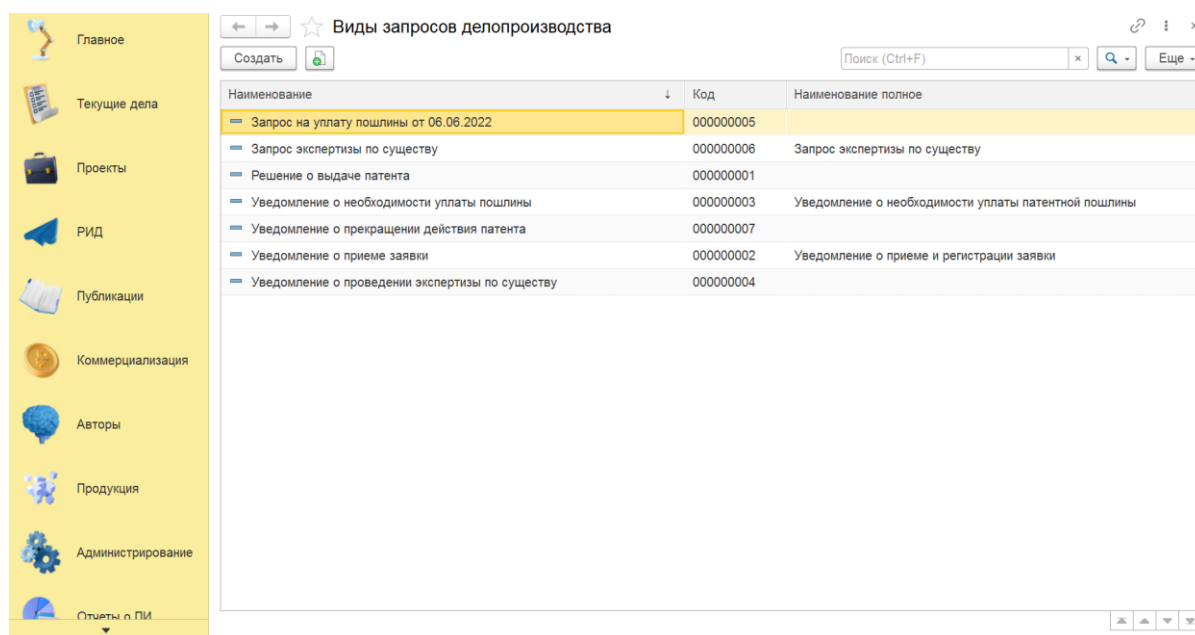 Главное
Текущие дела
Проекты
РИД
Публикации
Коммерциализация
Авторы
Продукция
Администрирование
Отчеты о ПИ
Виды запросов делопроизводства
Создать
Поиск (Ctrl+F)
Еще
Наименование Код Наименование полное
Запрос на уплату пошлины от 06.06.2022 000000005
Запрос экспертизы по существу 000000006 Запрос экспертизы по существу
Решение о выдаче патента 000000001
Уведомление о необходимости уплаты пошлины 000000003 Уведомление о необходимости уплаты патентной пошлины
Уведомление о прекращении действия патента 000000007
Уведомление о приеме заявки 000000002 Уведомление о приеме и регистрации заявки
Уведомление о проведении экспертизы по существу 000000004